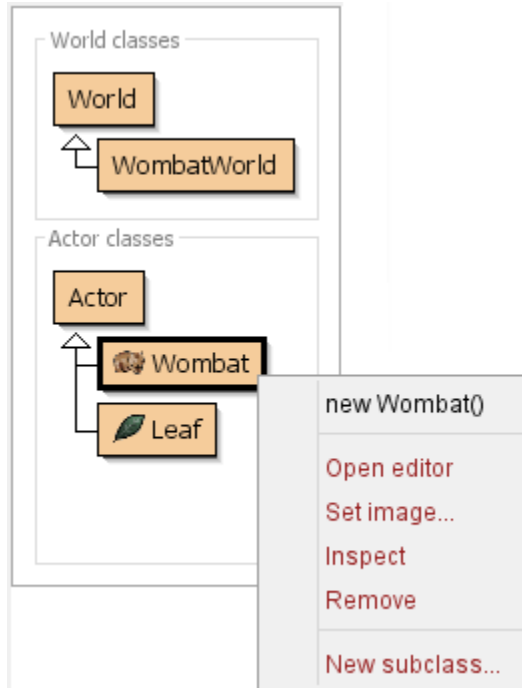 World classes
World
WombatWorld
Actor classes
Actor
Wombat
Leaf
new Wombat()
Open editor
Set image...
Inspect
Remove
New subclass...